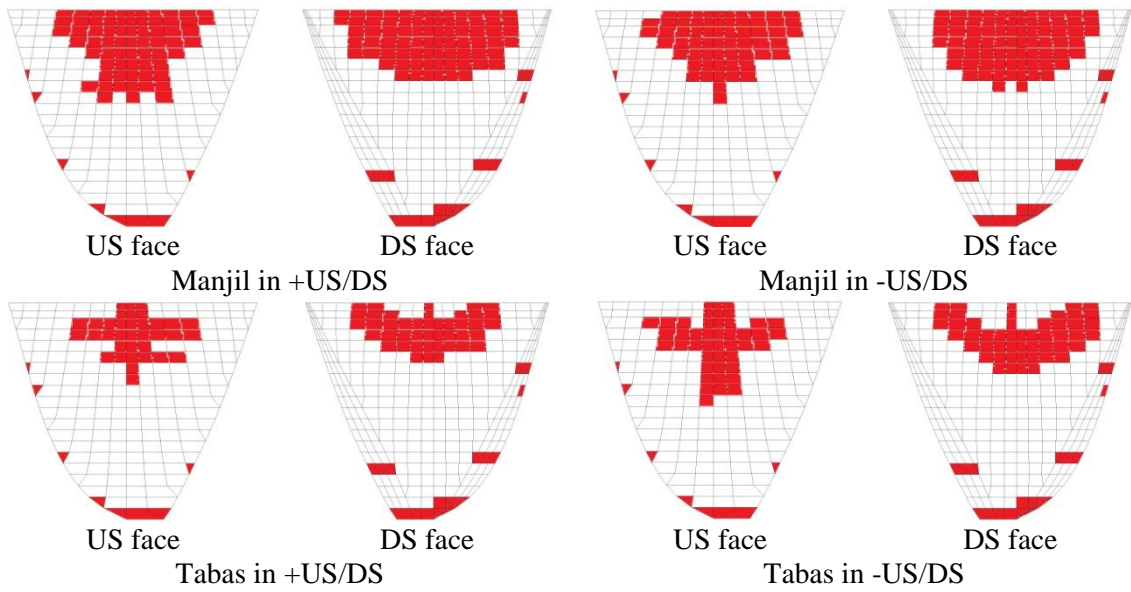 US face DS face US face DS face
Manjil in +US/DS Manjil in -US/DS
US face DS face US face DS face
Tabas in +US/DS Tabas in -US/DS